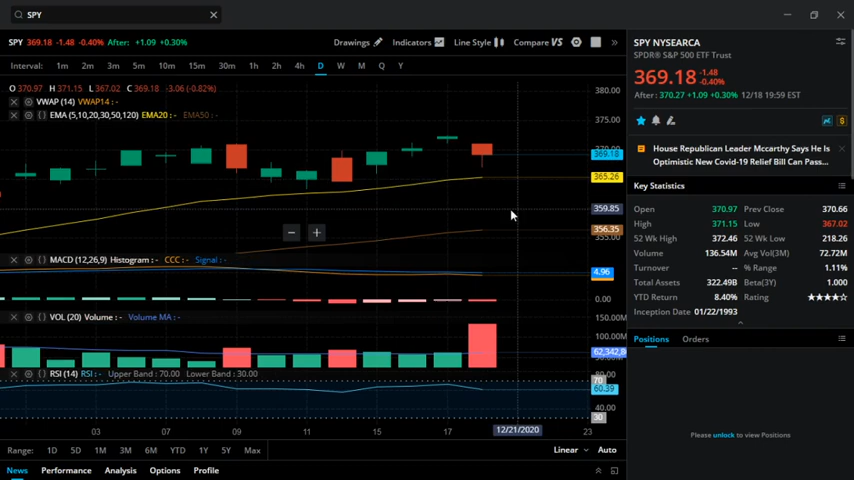 SPY
SPY 369.18 -1.48 -0.40% After: +1.09 +0.30% Drawings Indicators Line Style Compare VS »
Interval: 1m 2m 3m 5m 10m 15m 30m 1h 2h 4h D W M Q Y
O 370.97 H 371.15 L 367.02 C 369.18 -3.06 (-0.82%)
VWAP (14) VWAP14 : -
EMA (5,10,20,30,50,120) EMA20 : - EMA50 : -
380.00
375.00
369.18
365.26
359.85
356.35
355.00
MACD (12,26,9) Histogram : - CCC : - Signal : -
4.96
0.00
VOL (20) Volume : - Volume MA : -
150.00M
100.00M
62,342,8
RSI (14) RSI : - Upper Band : 70.00 Lower Band : 30.00
70
60.39
40.00
30
03 07 09 11 15 17 12/21/2020 23
Range: 1D 5D 1M 3M 6M YTD 1Y 5Y Max Linear Auto
News Performance Analysis Options Profile
SPY NYSEARCA
SPDR® S&P 500 ETF Trust
369.18 -1.48
-0.40%
After : 370.27 +1.09 +0.30% 12/18 19:59 EST
House Republican Leader Mccarthy Says He Is
Optimistic New Covid-19 Relief Bill Can Pass...
Key Statistics
Open 370.97 Prev Close 370.66
High 371.15 Low 367.02
52 Wk High 372.46 52 Wk Low 218.26
Volume 136.54M Avg Vol(3M) 72.72M
Turnover -- % Range 1.11%
Total Assets 322.49B Beta(3Y) 1.000
YTD Return 8.40% Rating ★★★★☆
Inception Date 01/22/1993
Positions Orders
Please unlock to view Positions